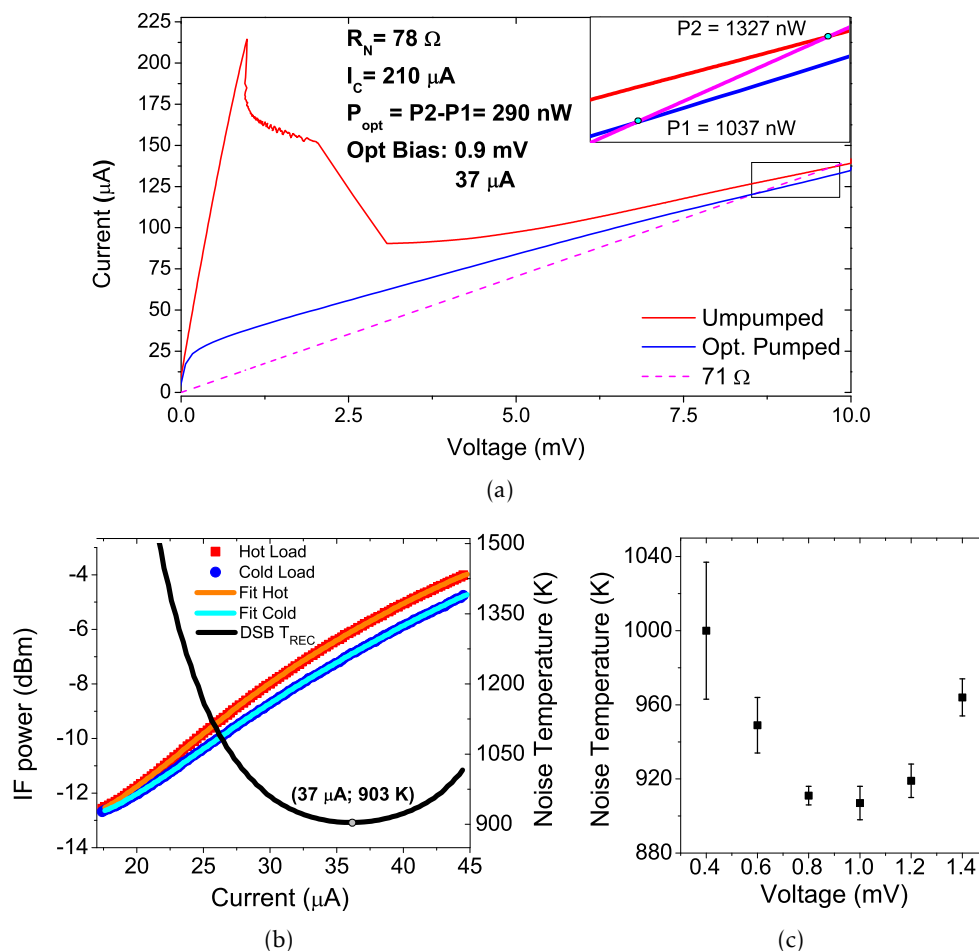 (a)
225
200
175
150
125
100
75
50
25
0
Current (μA)
R_N= 78 Ω
I_C= 210 μA
P_opt = P2-P1= 290 nW
Opt Bias: 0.9 mV
37 μA
P2 = 1327 nW
P1 = 1037 nW
Umpumped
Opt. Pumped
71 Ω
0.0 2.5 5.0 7.5 10.0
Voltage (mV)
(a)
-4
-6
-8
-10
-12
-14
IF power (dBm)
Hot Load
Cold Load
Fit Hot
Fit Cold
DSB T_REC
(37 μA; 903 K)
1500
1350
1200
1050
900
Noise Temperature (K)
20 25 30 35 40 45
Current (μA)
(b)
1040
1000
960
920
880
Noise Temperature (K)
0.4 0.6 0.8 1.0 1.2 1.4
Voltage (mV)
(c)